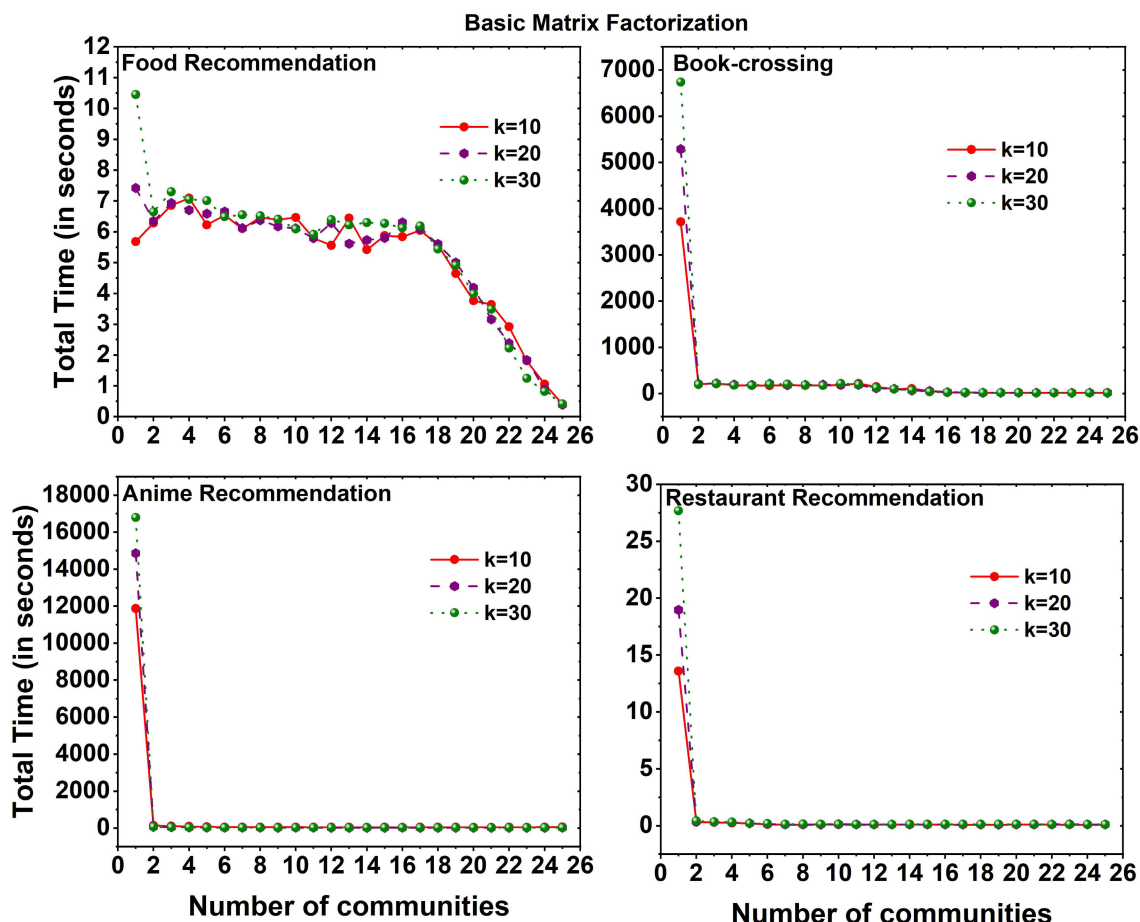 Basic Matrix Factorization
Food Recommendation
Total Time (in seconds)
12
11
10
9
8
7
6
5
4
3
2
1
0
k=10
k=20
k=30
0 2 4 6 8 10 12 14 16 18 20 22 24 26
Book-crossing
7000
6000
5000
4000
3000
2000
1000
0
k=10
k=20
k=30
0 2 4 6 8 10 12 14 16 18 20 22 24 26
Anime Recommendation
Total Time (in seconds)
18000
16000
14000
12000
10000
8000
6000
4000
2000
0
k=10
k=20
k=30
0 2 4 6 8 10 12 14 16 18 20 22 24 26
Number of communities
Restaurant Recommendation
30
25
20
15
10
5
0
k=10
k=20
k=30
0 2 4 6 8 10 12 14 16 18 20 22 24 26
Number of communities